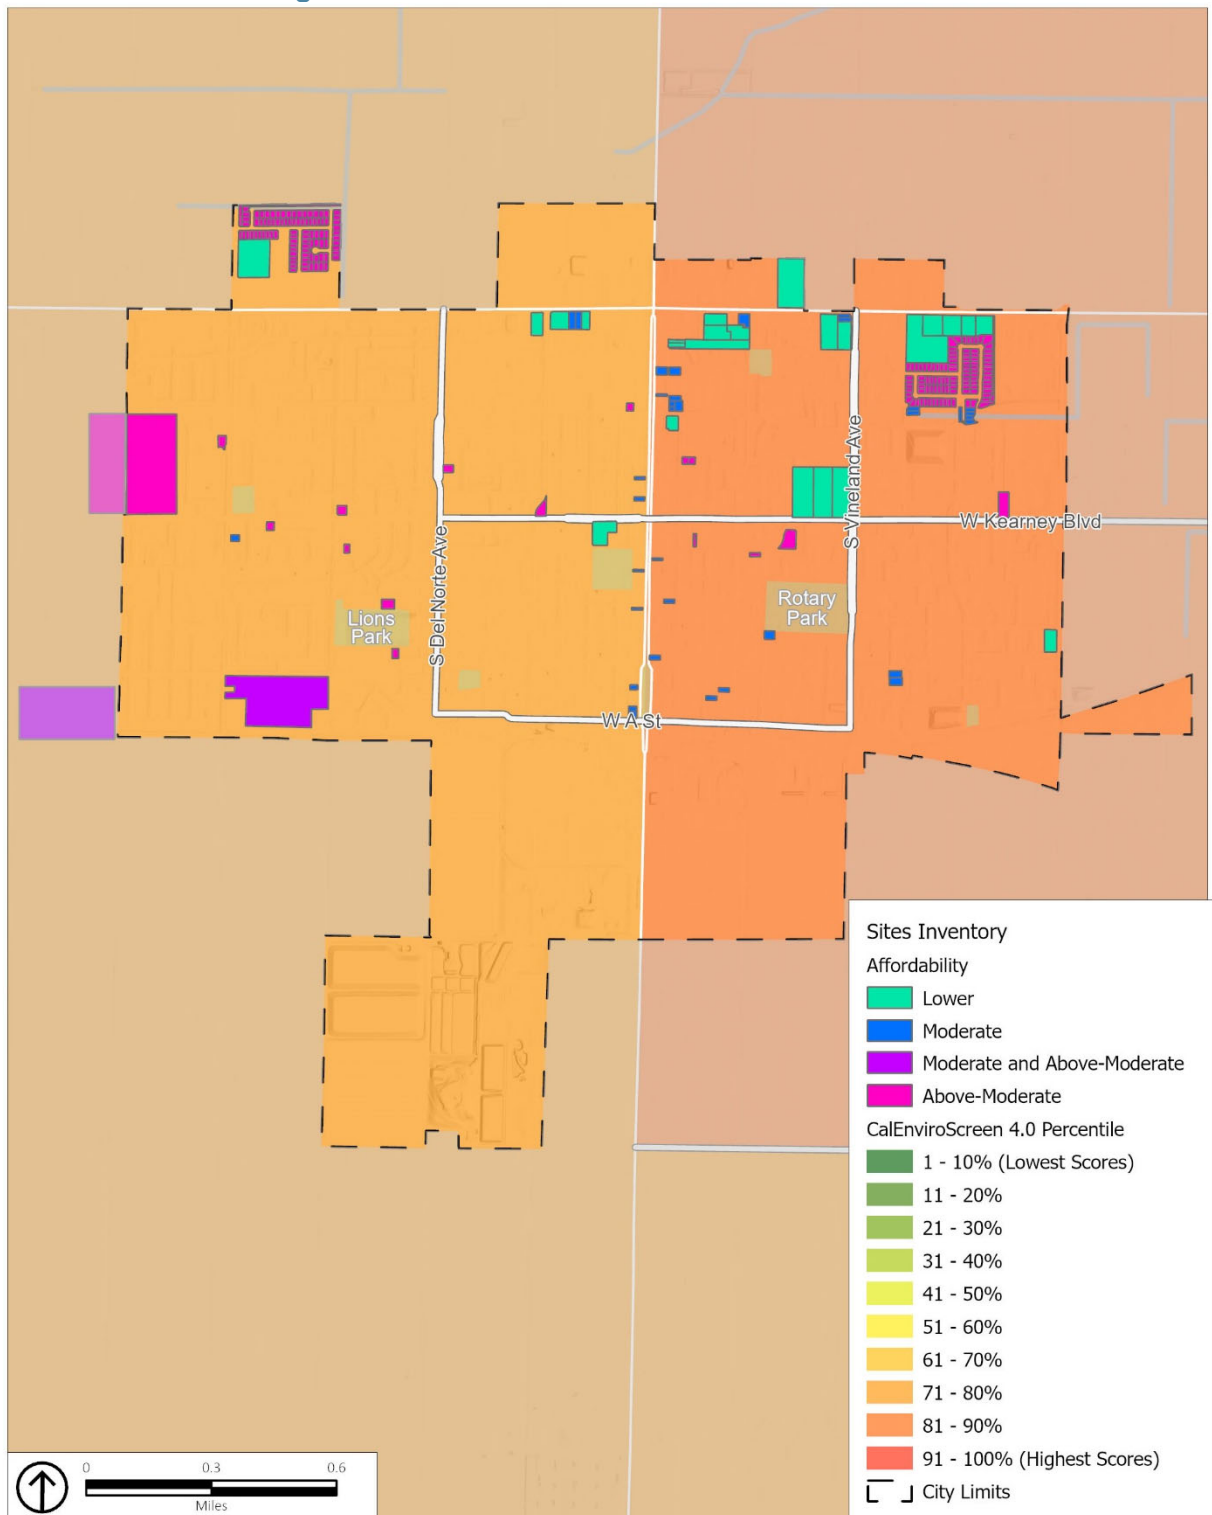 W Kearney Blvd
S Vineland Ave
S Del Norte Ave
Lions
Park
Rotary
Park
W A St
Sites Inventory
Affordability
Lower
Moderate
Moderate and Above-Moderate
Above-Moderate
CalEnviroScreen 4.0 Percentile
1 - 10% (Lowest Scores)
11 - 20%
21 - 30%
31 - 40%
41 - 50%
51 - 60%
61 - 70%
71 - 80%
81 - 90%
91 - 100% (Highest Scores)
City Limits
0 0.3 0.6
Miles